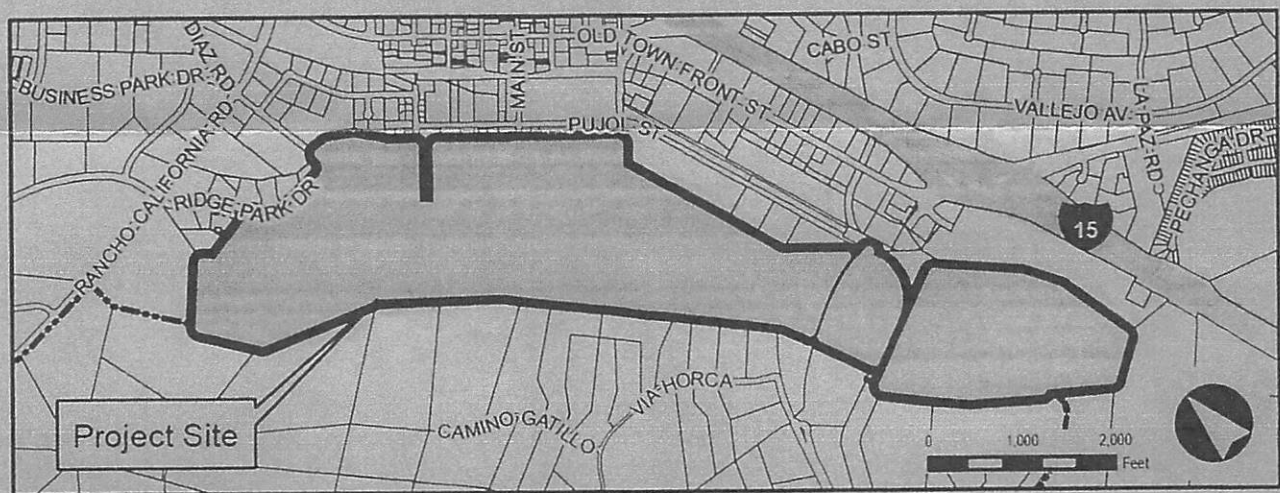 DIAZ RD
BUSINESS PARK DR
RANCHO CALIFORNIA RD
RIDGE PARK DR
MAIN ST
OLD TOWN FRONT ST
PUJOL ST
CABO ST
VALLEJO AV
LA PAZ RD
PECHANGA DR
15
Project Site
CAMINO GATILLO
VIA HORCA
0 1,000 2,000
Feet